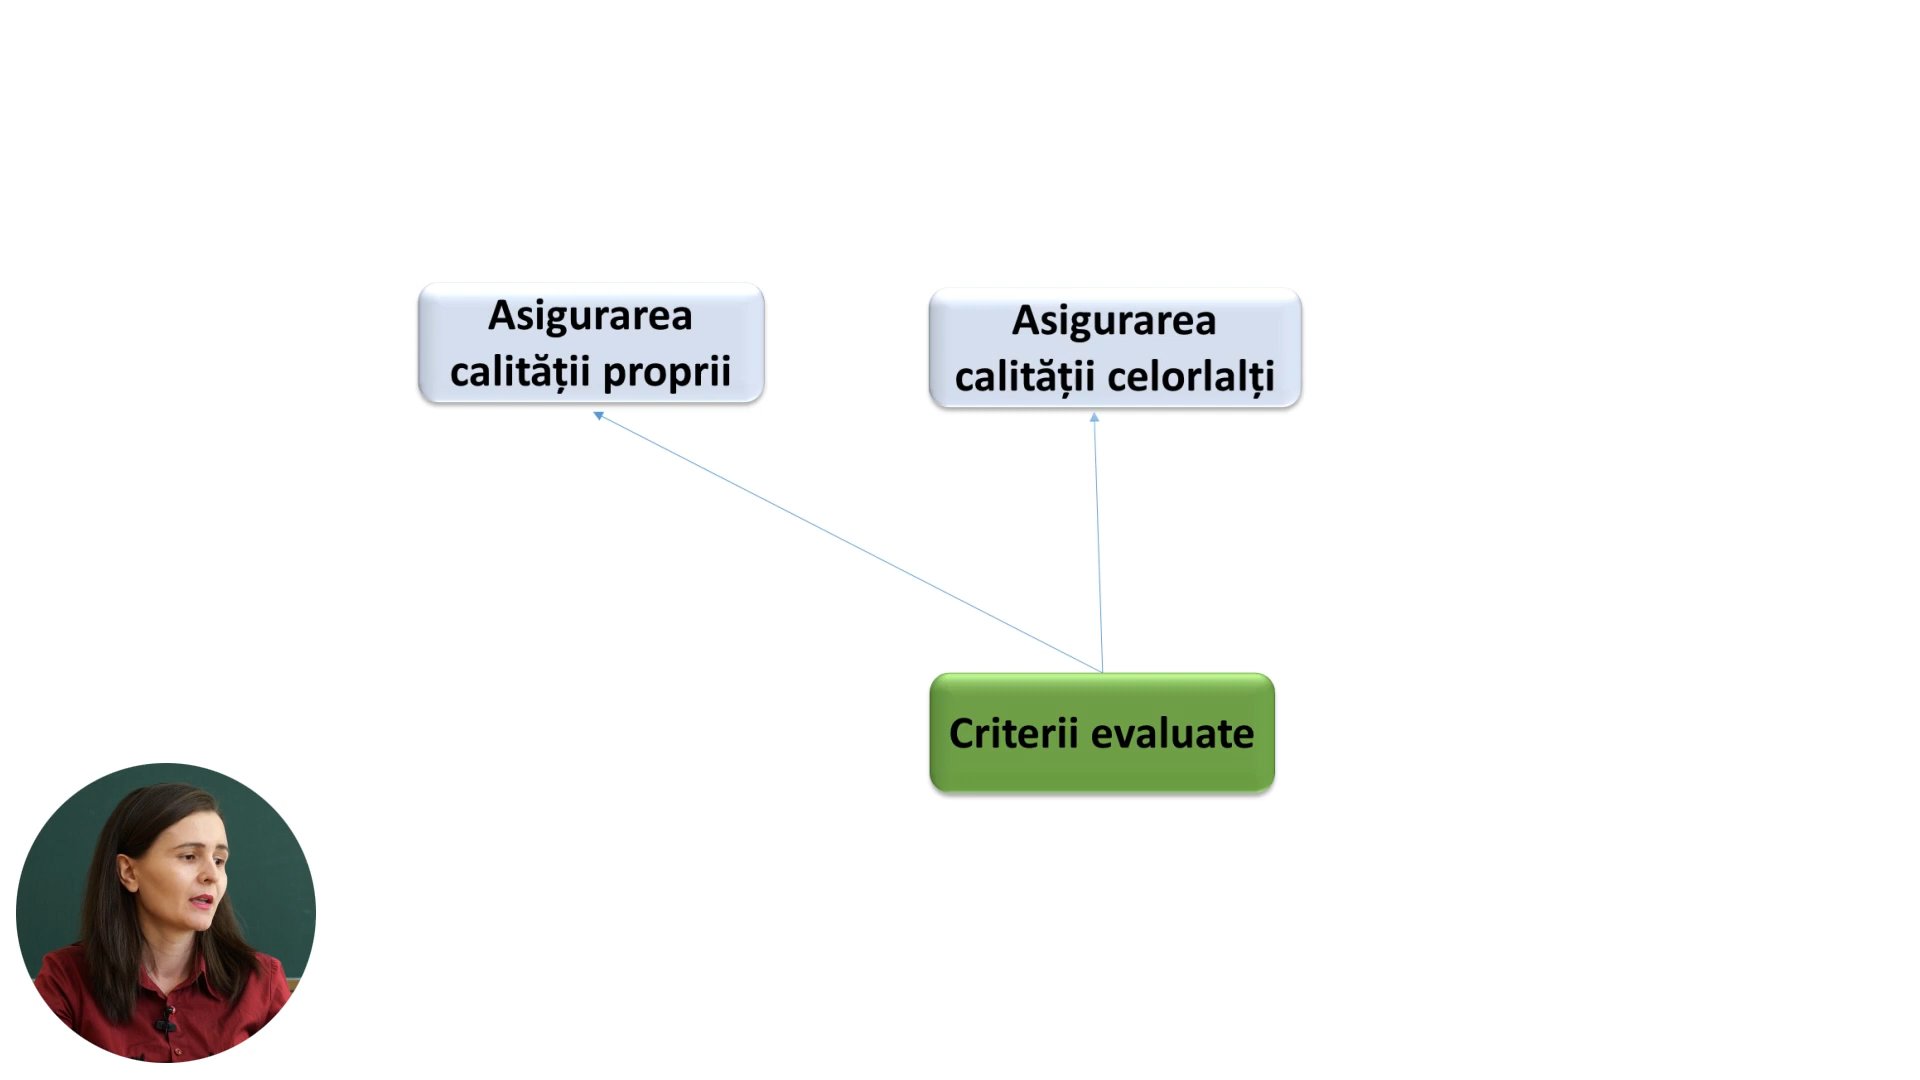 Asigurarea
calității proprii
Asigurarea
calității celorlalți
Criterii evaluate